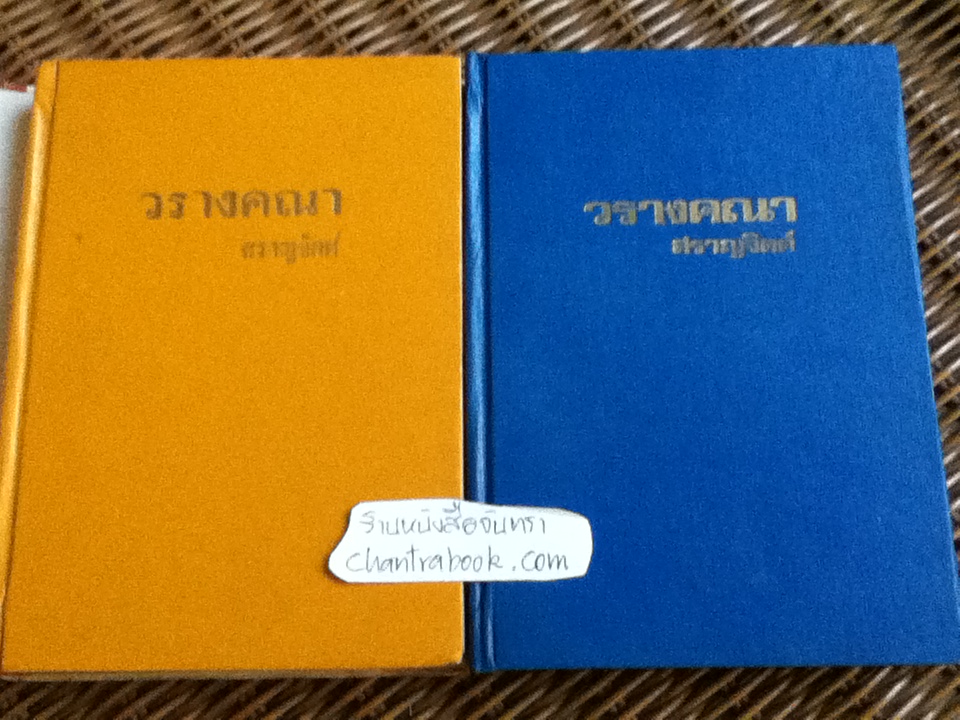 วรางคณา
สราญจิตต์
วรางคณา
สราญจิตต์
ร้านหนังสือจันทรา
chantrabook.com